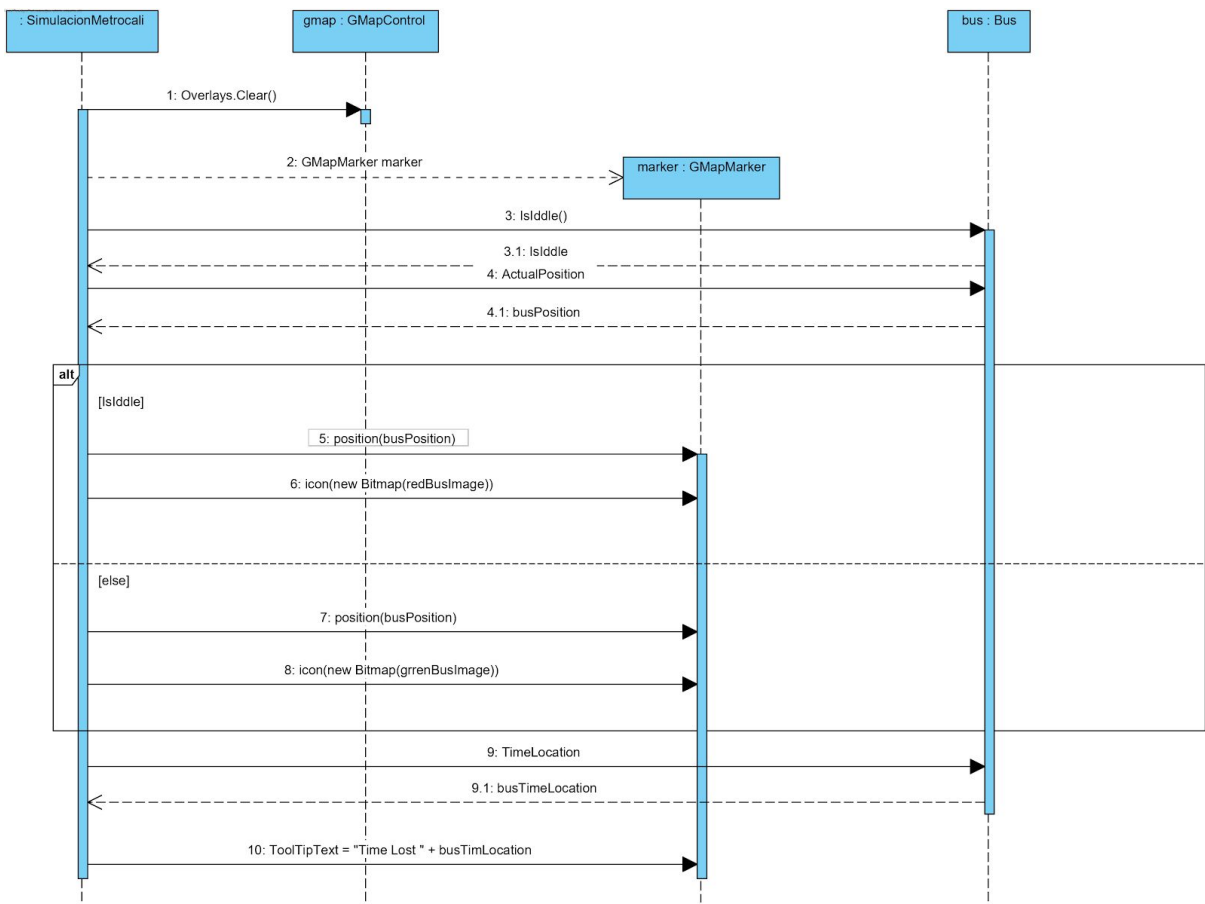 : SimulacionMetrocali
gmap : GMapControl
bus : Bus
1: Overlays.Clear()
2: GMapMarker marker
marker : GMapMarker
3: IsIddle()
3.1: IsIddle
4: ActualPosition
4.1: busPosition
alt
[IsIddle]
5: position(busPosition)
6: icon(new Bitmap(redBusImage))
[else]
7: position(busPosition)
8: icon(new Bitmap(grrenBusImage))
9: TimeLocation
9.1: busTimeLocation
10: ToolTipText = "Time Lost " + busTimLocation